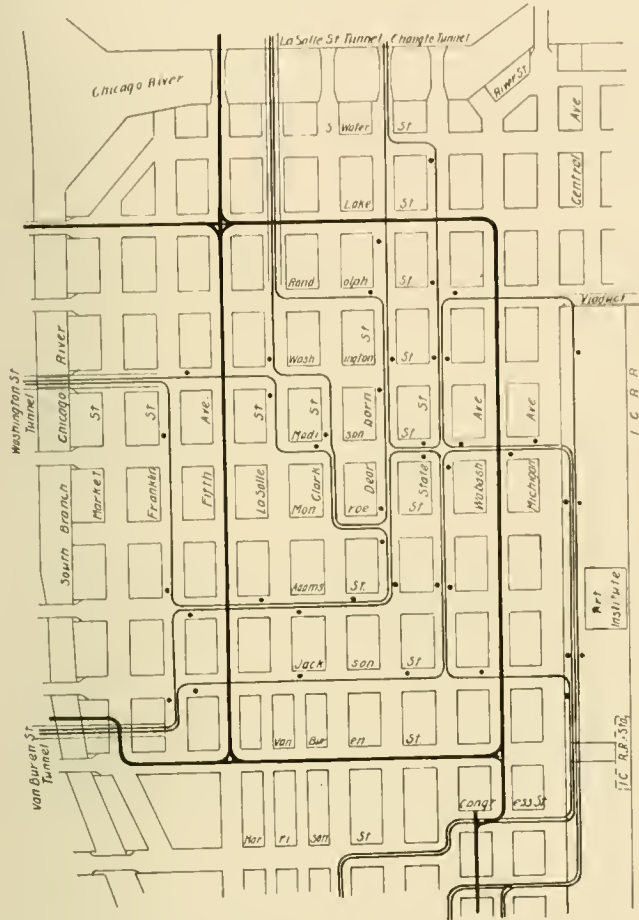 La Salle St Tunnel
Change Tunnel
Chicago River
River St
S Water St
Central Ave
Lake St
Rand olph St
Viaduct
Wash ington St
Washington St
Tunnel
Chicago River
South Branch
Market St
Franklin St
Fifth Ave.
La Salle St
Clark St
Dear born St
State St
Wabash Ave
Michigan Ave
Madi son St
Mon roe St
I C R R
Adams St.
Art
Institute
Jack son St
Van Buren St
Tunnel
Van Bur en St
I C R.R. Sta.
Congr ess St
Har ri son St